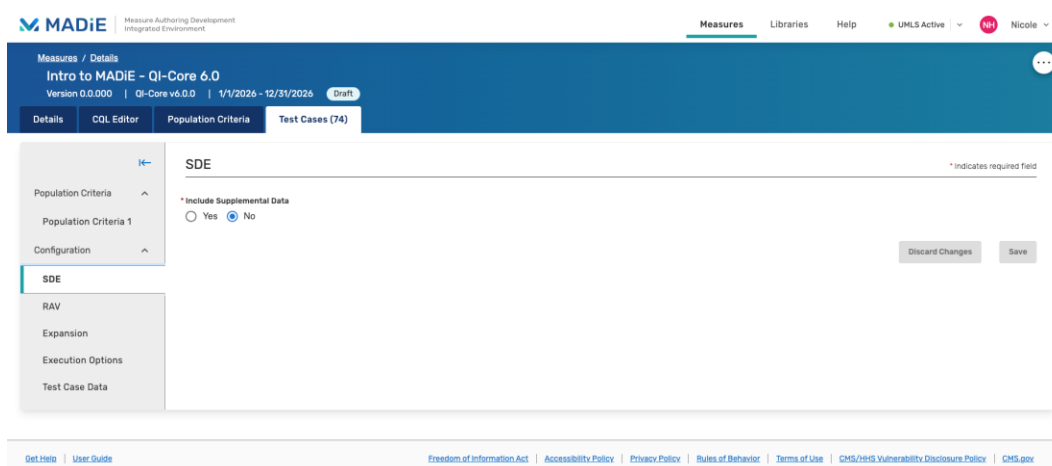 MADiE
Measure Authoring Development
Integrated Environment
Measures Libraries Help UMLS Active NH Nicole
Measures / Details
Intro to MADiE - QI-Core 6.0
Version 0.0.000 | QI-Core v6.0.0 | 1/1/2026 - 12/31/2026 Draft
Details CQL Editor Population Criteria Test Cases (74)
SDE
* Indicates required field
Population Criteria
* Include Supplemental Data
Yes No
Population Criteria 1
Configuration
Discard Changes Save
SDE
RAV
Expansion
Execution Options
Test Case Data
Get Help | User Guide
Freedom of Information Act | Accessibility Policy | Privacy Policy | Rules of Behavior | Terms of Use | CMS/HHS Vulnerability Disclosure Policy | CMS.gov